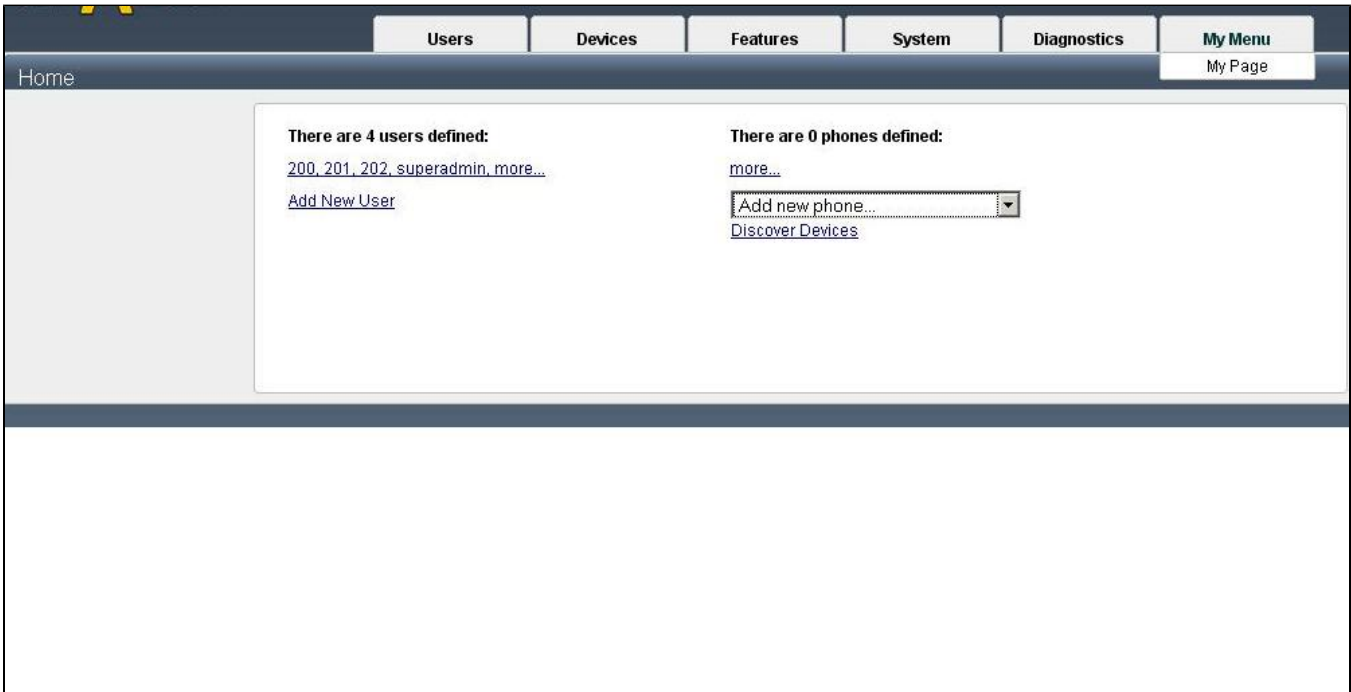 Users Devices Features System Diagnostics My Menu
My Page
Home
There are 4 users defined:
200, 201, 202, superadmin, more...
Add New User
There are 0 phones defined:
more...
Add new phone...
Discover Devices